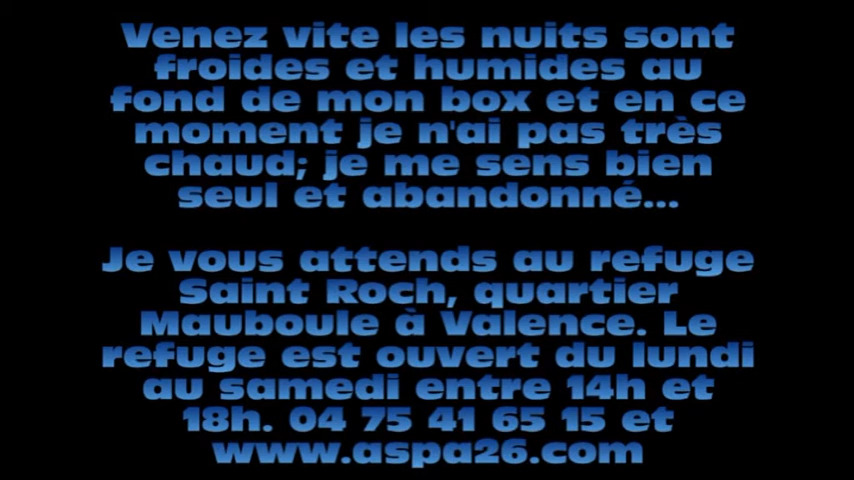 Venez vite les nuits sont
froides et humides au
fond de mon box et en ce
moment je n'ai pas très
chaud; je me sens bien
seul et abandonné...
Je vous attends au refuge
Saint Roch, quartier
Mauboule à Valence. Le
refuge est ouvert du lundi
au samedi entre 14h et
18h. 04 75 41 65 15 et
www.aspa26.com